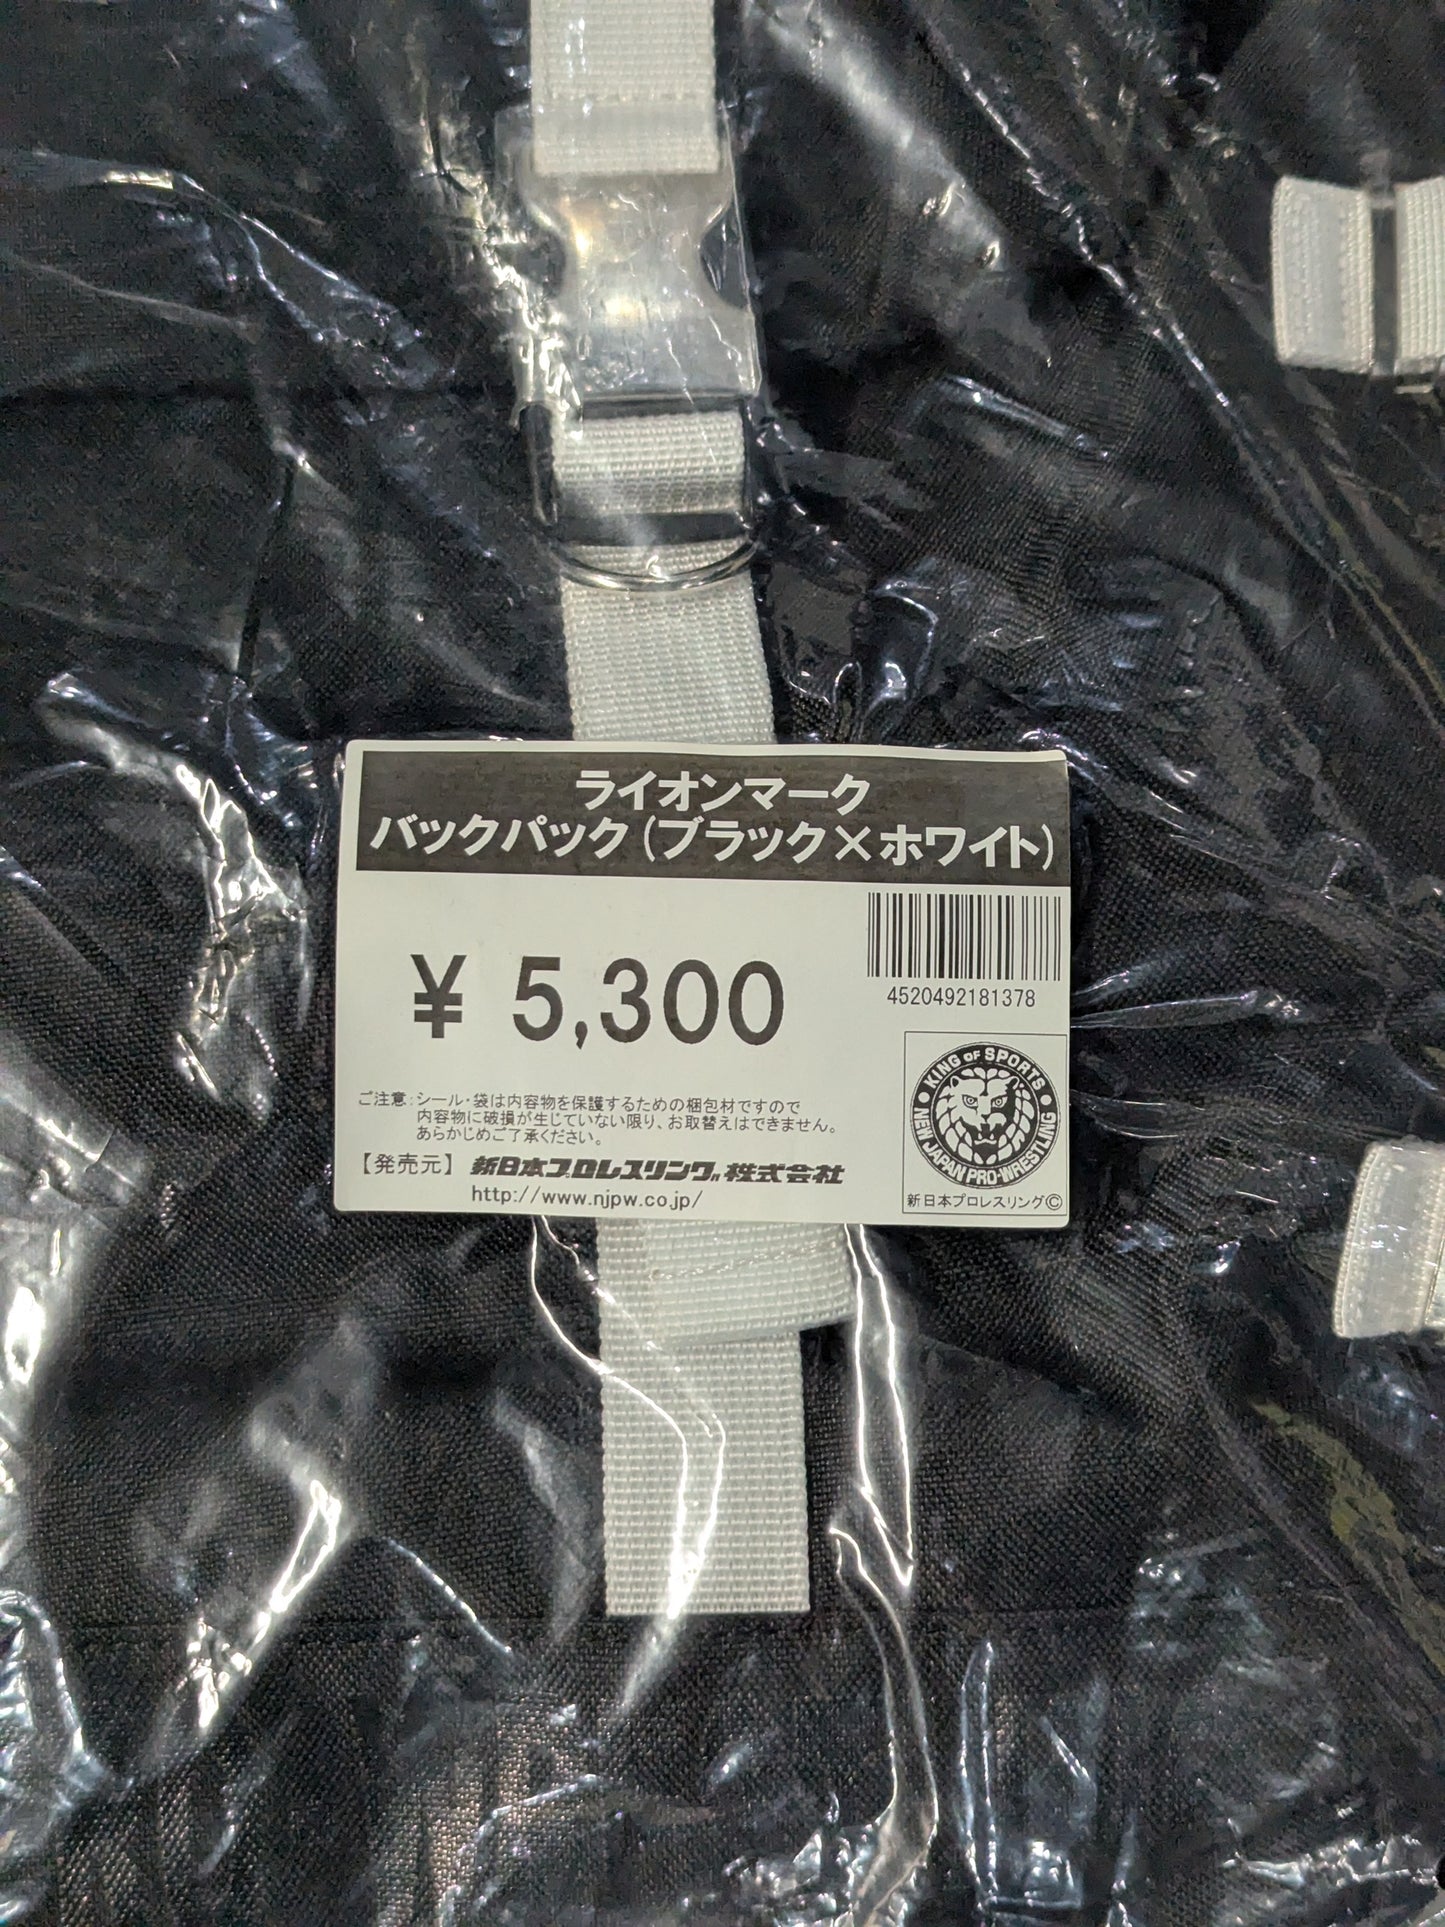 ライオンマーク
バックパック(ブラック×ホワイト)
¥ 5,300
4520492181378
KING OF SPORTS
NEW JAPAN PRO-WRESTLING
新日本プロレスリング©
ご注意:シール・袋は内容物を保護するための梱包材ですので
内容物に破損が生じていない限り、お取替えはできません。
あらかじめご了承ください。
【発売元】 新日本プロレスリング株式会社
http://www.njpw.co.jp/